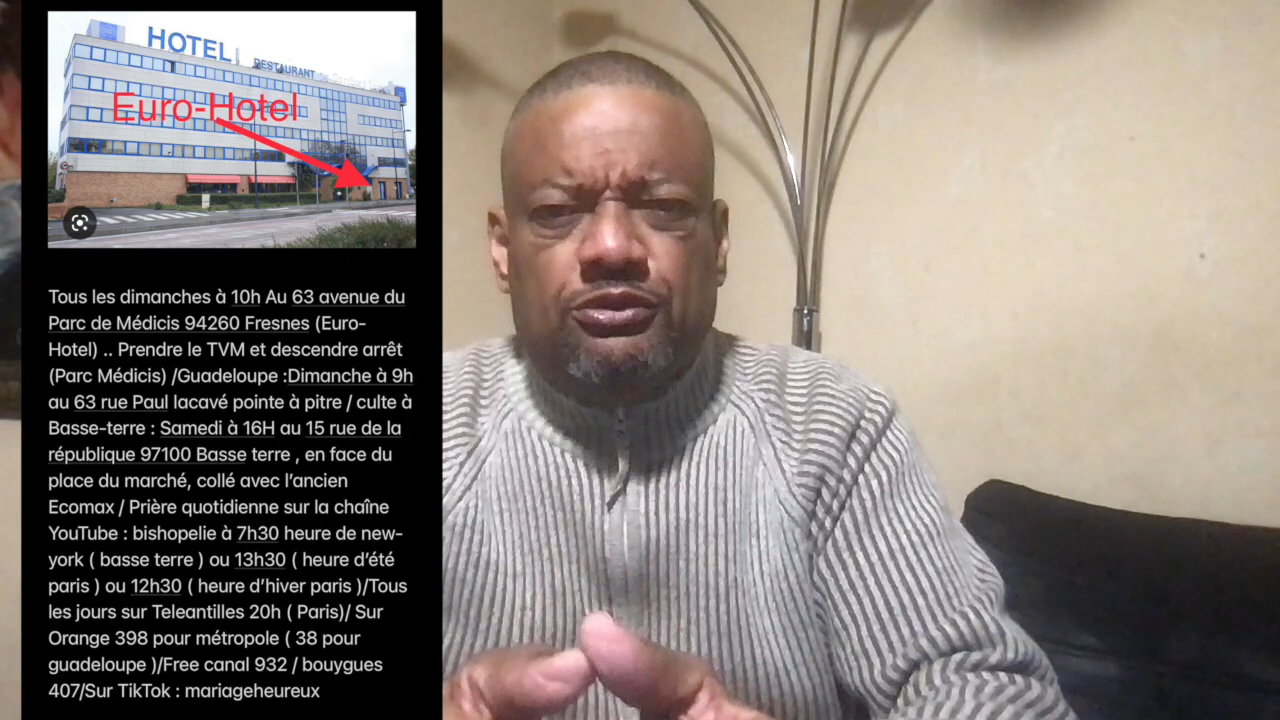 HOTEL
RESTAURANT
Euro-Hotel
Tous les dimanches à 10h Au 63 avenue du
Parc de Médicis 94260 Fresnes (Euro-
Hotel) .. Prendre le TVM et descendre arrêt
(Parc Médicis) /Guadeloupe :Dimanche à 9h
au 63 rue Paul lacavé pointe à pitre / culte à
Basse-terre : Samedi à 16H au 15 rue de la
république 97100 Basse terre , en face du
place du marché, collé avec l’ancien
Ecomax / Prière quotidienne sur la chaîne
YouTube : bishopelie à 7h30 heure de new-
york ( basse terre ) ou 13h30 ( heure d’été
paris ) ou 12h30 ( heure d’hiver paris )/Tous
les jours sur Teleantilles 20h ( Paris)/ Sur
Orange 398 pour métropole ( 38 pour
guadeloupe )/Free canal 932 / bouygues
407/Sur TikTok : mariageheureux